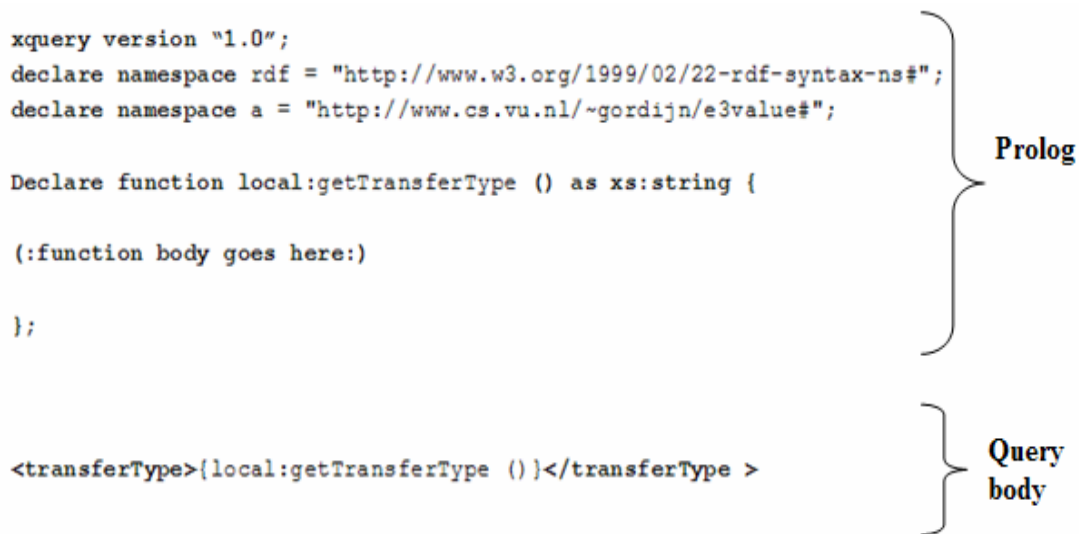 xquery version “1.0”;
declare namespace rdf = "http://www.w3.org/1999/02/22-rdf-syntax-ns#";
declare namespace a = "http://www.cs.vu.nl/~gordijn/e3value#";
Declare function local:getTransferType () as xs:string {
(:function body goes here:)
};
Prolog
<transferType>{local:getTransferType ()}</transferType >
Query
body